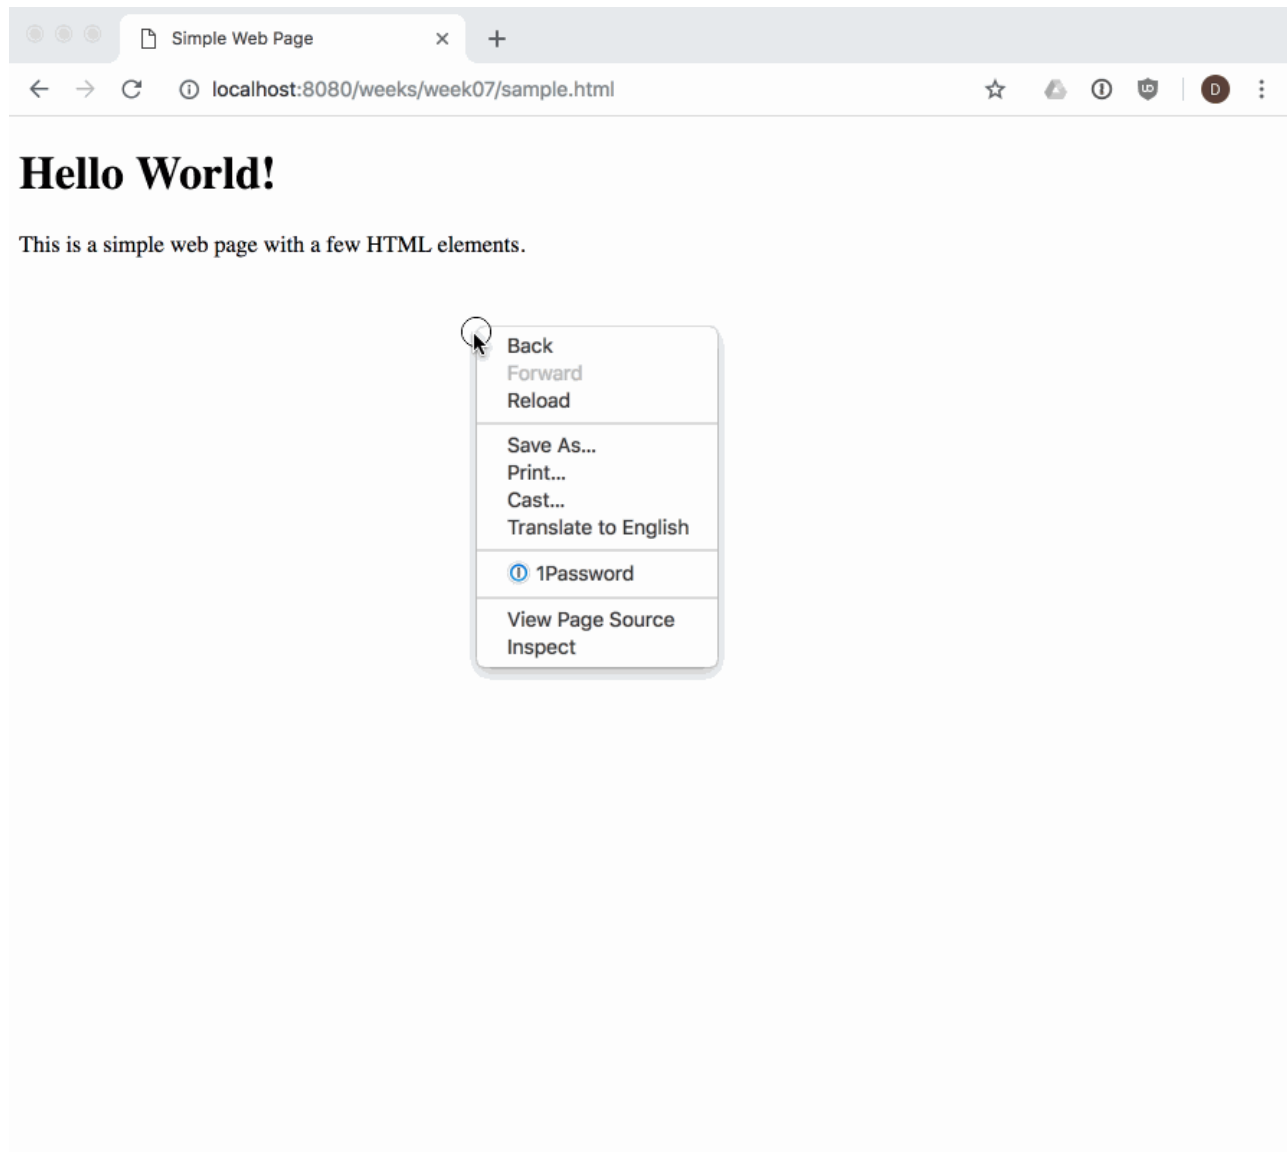 Simple Web Page
localhost:8080/weeks/week07/sample.html
D
Hello World!
This is a simple web page with a few HTML elements.
Back
Forward
Reload
Save As...
Print...
Cast...
Translate to English
1Password
View Page Source
Inspect